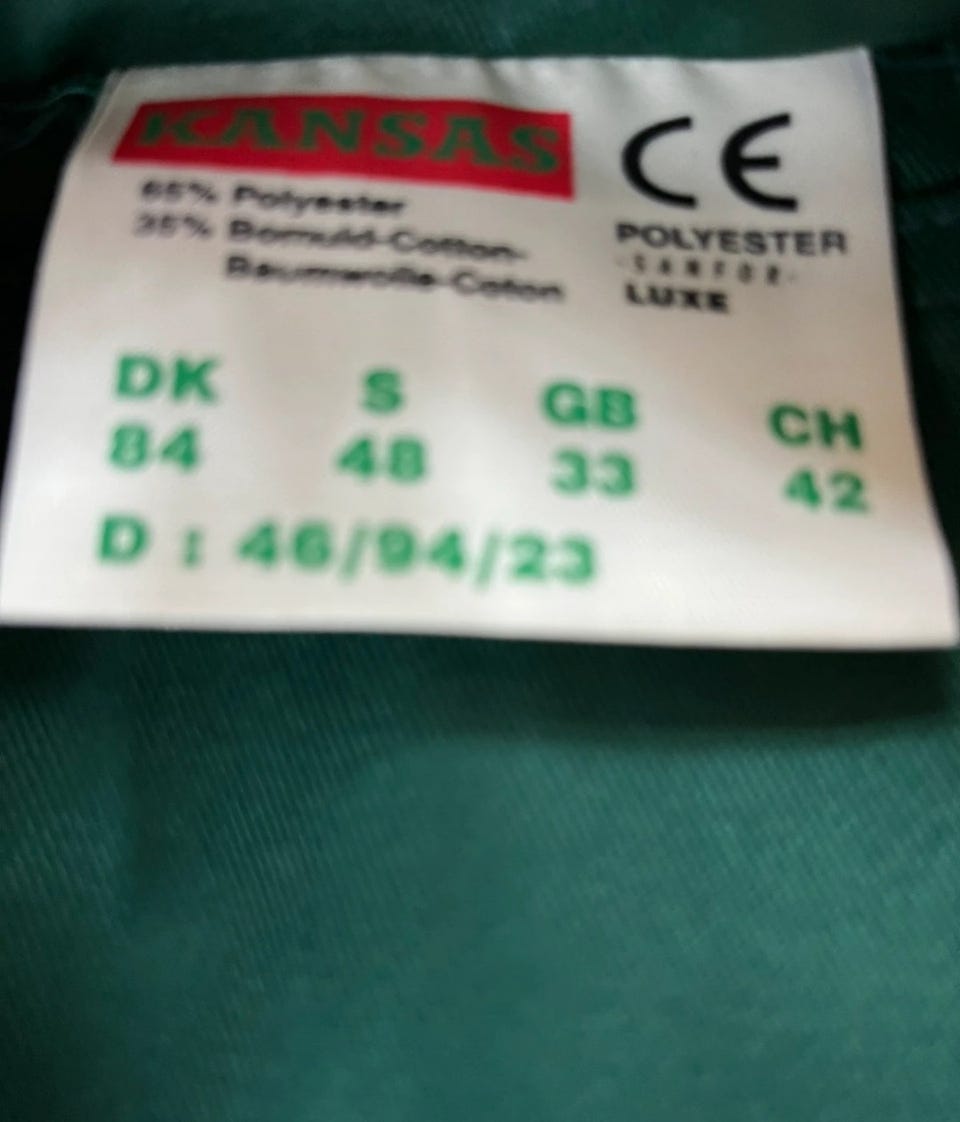 KANSAS
65% Polyester
35% Bomuld-Cotton-
Baumwolle-Coton
CE
POLYESTER
-SANFOR-
LUXE
DK S GB CH
84 48 33 42
D : 46/94/23